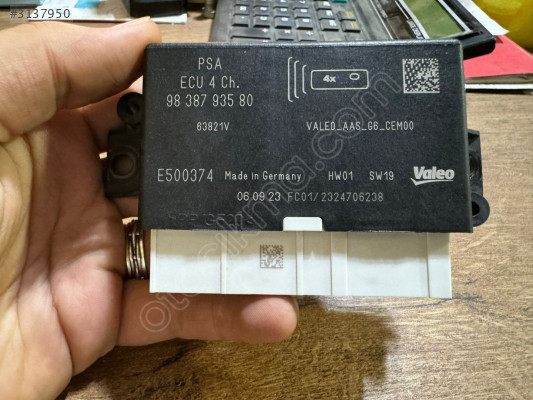 #3137950
PSA
ECU 4 Ch.
98 387 935 80
63821V
4x
VALEO_AAS_G6_CEM00
E500374 Made in Germany HW01 SW19 Valeo
06 09 23 FC01/2324706238